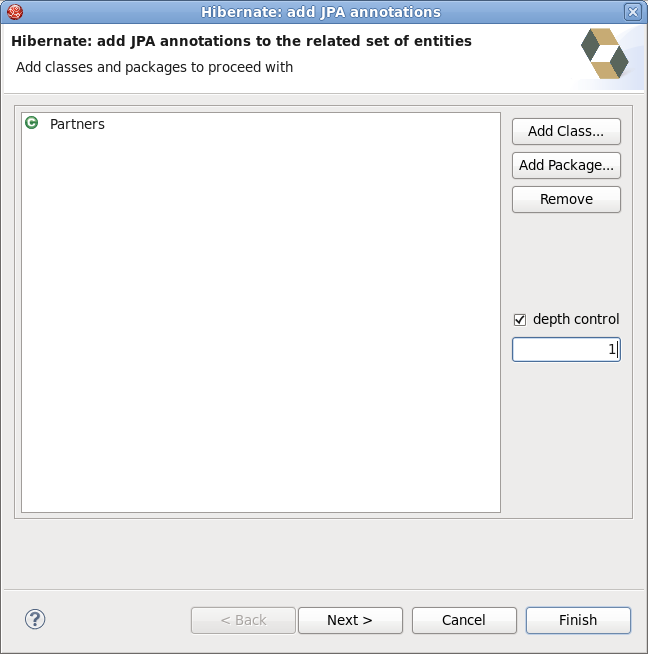 Hibernate: add JPA annotations
Hibernate: add JPA annotations to the related set of entities
Add classes and packages to proceed with
Partners
Add Class...
Add Package...
Remove
depth control
1
< Back
Next >
Cancel
Finish